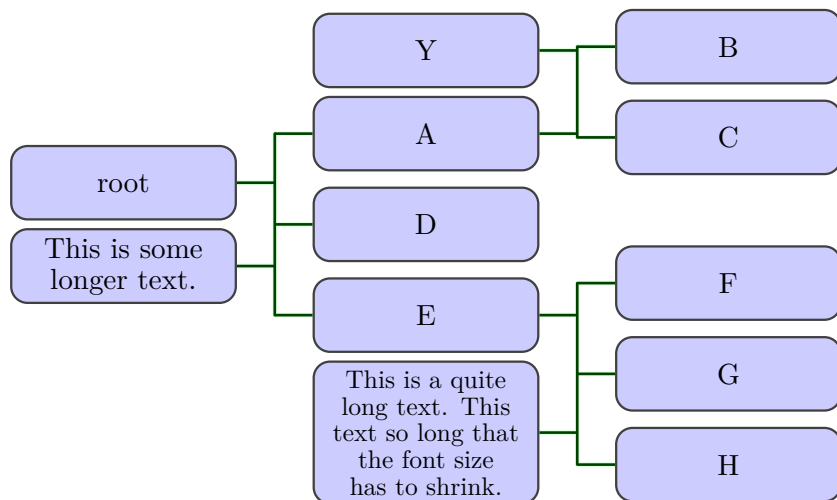 root
This is some
longer text.
Y
A
D
E
This is a quite
long text. This
text so long that
the font size
has to shrink.
B
C
F
G
H